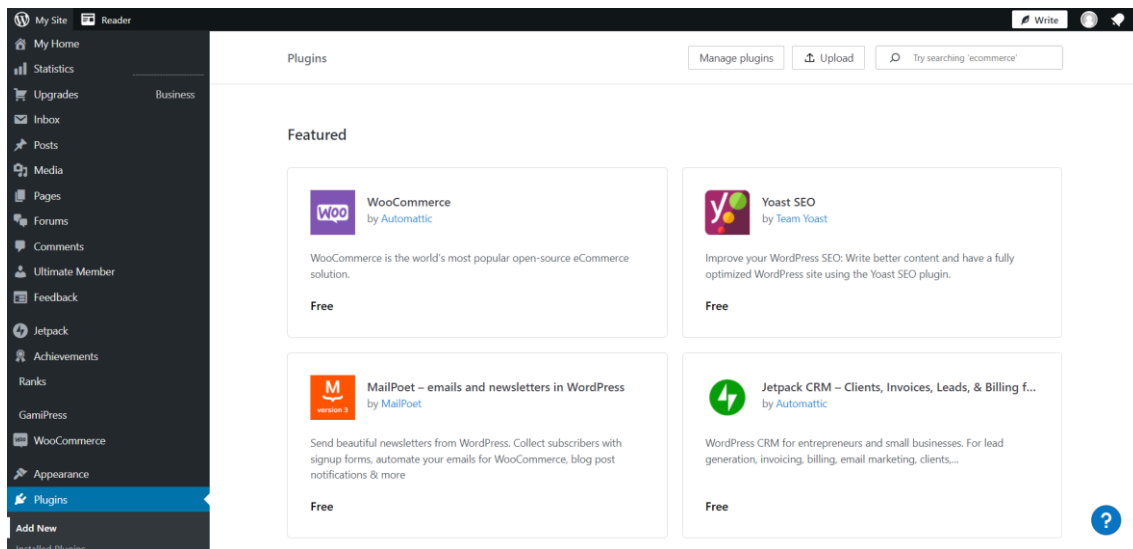 My Site Reader Write
My Home
Statistics
Upgrades Business
Inbox
Posts
Media
Pages
Forums
Comments
Ultimate Member
Feedback
Jetpack
Achievements
Ranks
GamiPress
WooCommerce
Appearance
Plugins
Add New
Installed Plugins
Plugins Manage plugins Upload Try searching 'ecommerce'
Featured
WOO
WooCommerce
by Automattic
WooCommerce is the world's most popular open-source eCommerce
solution.
Free
y
Yoast SEO
by Team Yoast
Improve your WordPress SEO: Write better content and have a fully
optimized WordPress site using the Yoast SEO plugin.
Free
M
version 3
MailPoet – emails and newsletters in WordPress
by MailPoet
Send beautiful newsletters from WordPress. Collect subscribers with
signup forms, automate your emails for WooCommerce, blog post
notifications & more
Free
Jetpack CRM – Clients, Invoices, Leads, & Billing f...
by Automattic
WordPress CRM for entrepreneurs and small businesses. For lead
generation, invoicing, billing, email marketing, clients,...
Free
?